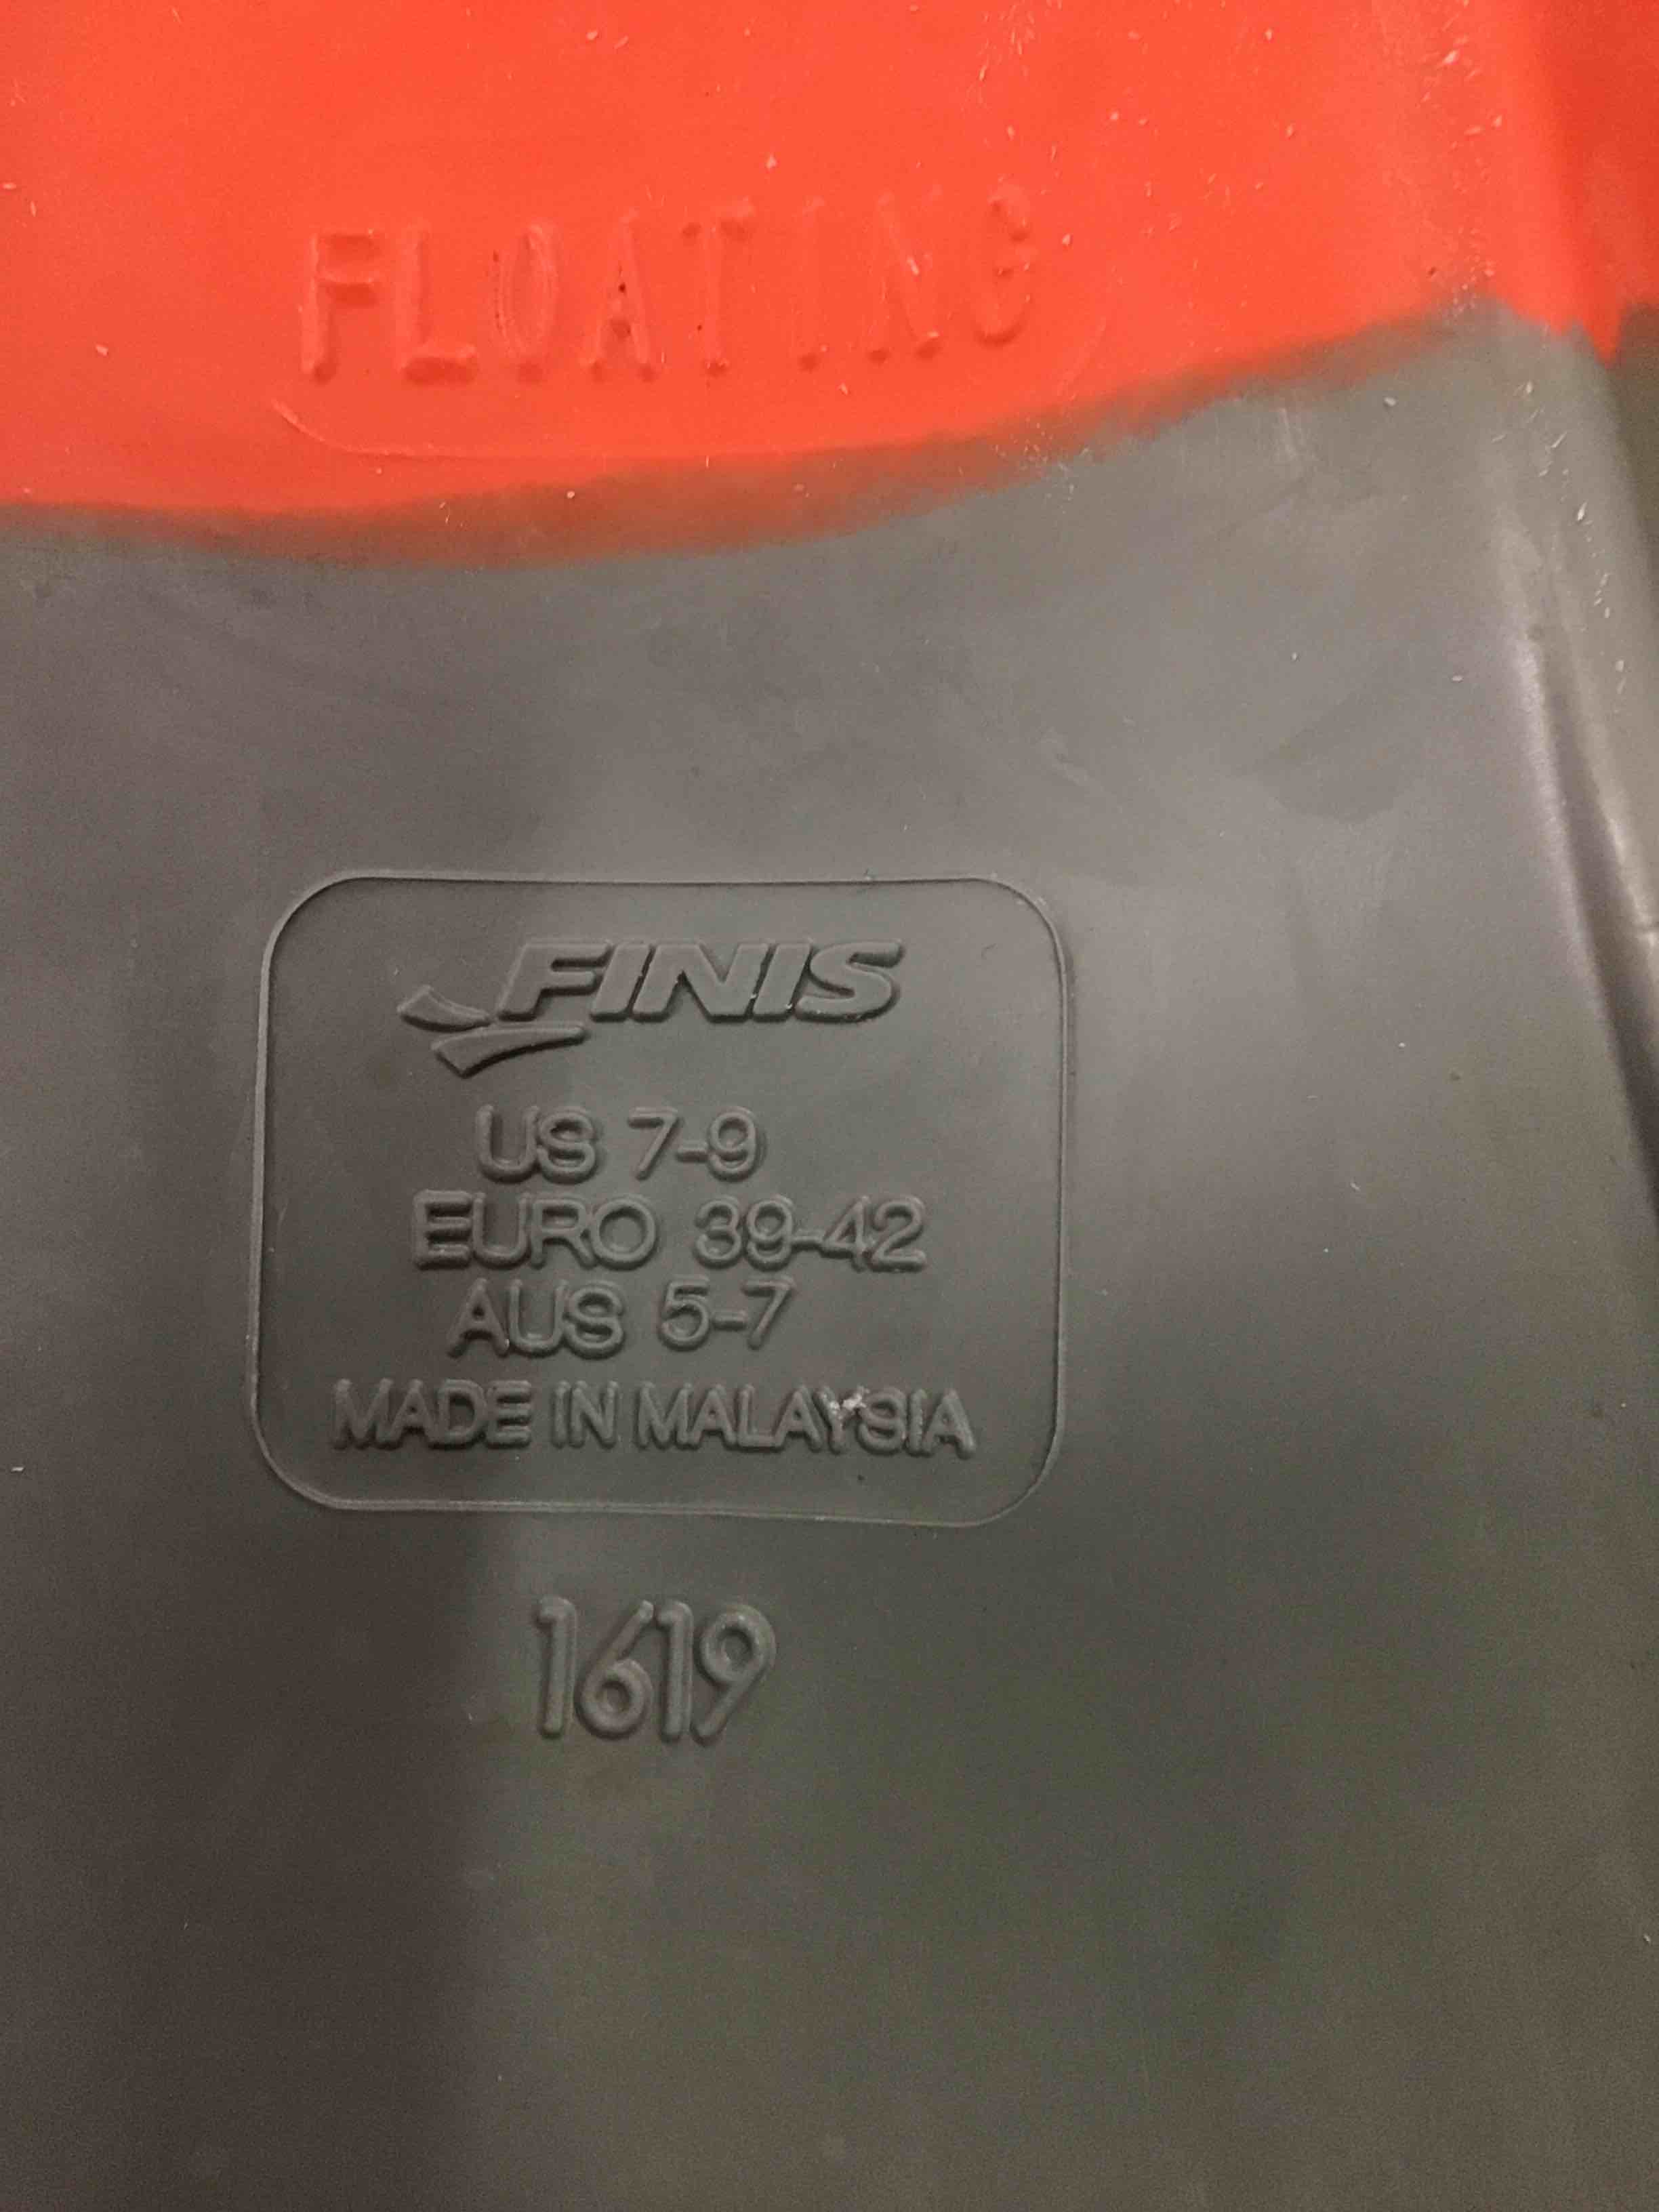 FLOATING
FINIS
US 7-9
EURO 39-42
AUS 5-7
MADE IN MALAYSIA
1619